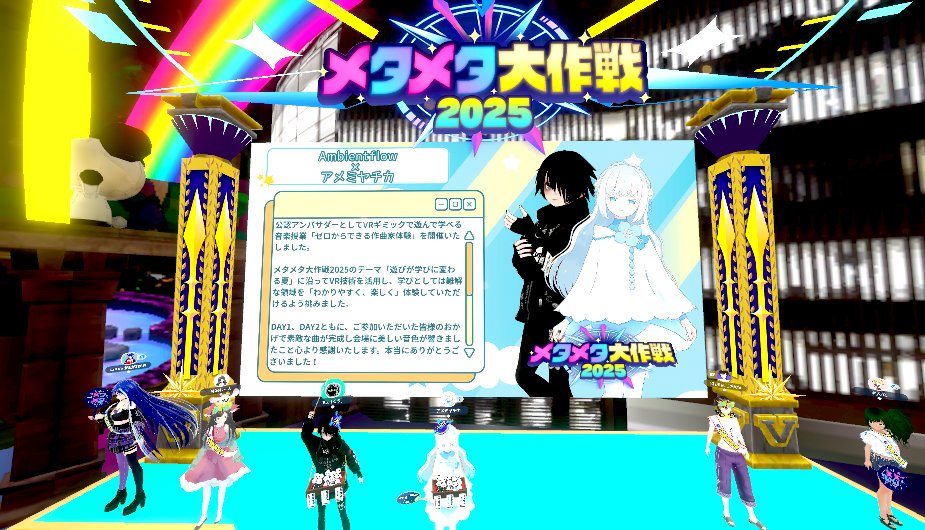 メタメタ大作戦
2025
Ambientflow
×
アメミヤチカ
公認アンバサダーとしてVRギミックで遊んで学べる
音楽授業「ゼロからできる作曲家体験」を開催いた
しました。
メタメタ大作戦2025のテーマ「遊びが学びに変わ
る夏」に沿ってVR技術を活用し、学びとしては難解
な領域を「わかりやすく、楽しく」体験していただ
けるよう挑みました。
DAY1、DAY2ともに、ご参加いただいた皆様のおか
げで素敵な曲が完成し会場に美しい音色が響きまし
たこと心より感謝いたします。本当にありがとうご
ざいました！
メタメタ大作戦
2025
アメミヤチカ
V